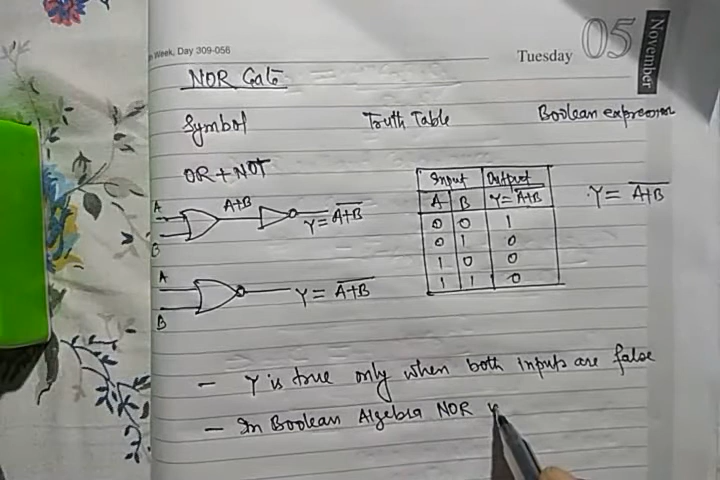 n Week, Day 309-056
Tuesday 05 November
NOR Gate
Symbol Truth Table Boolean expression
OR + NOT
A B A+B Y = A̅+̅B̅
Input Output
A B Y = A̅+̅B̅
0 0 1
0 1 0
1 0 0
1 1 0
Y = A̅+̅B̅
A B Y = A̅+̅B̅
– Y is true only when both inputs are false
– In Boolean Algebra NOR